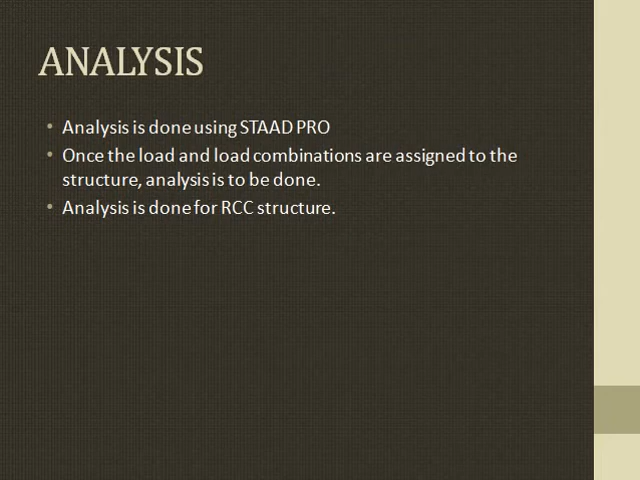 ANALYSIS
• Analysis is done using STAAD PRO
• Once the load and load combinations are assigned to the
structure, analysis is to be done.
• Analysis is done for RCC structure.